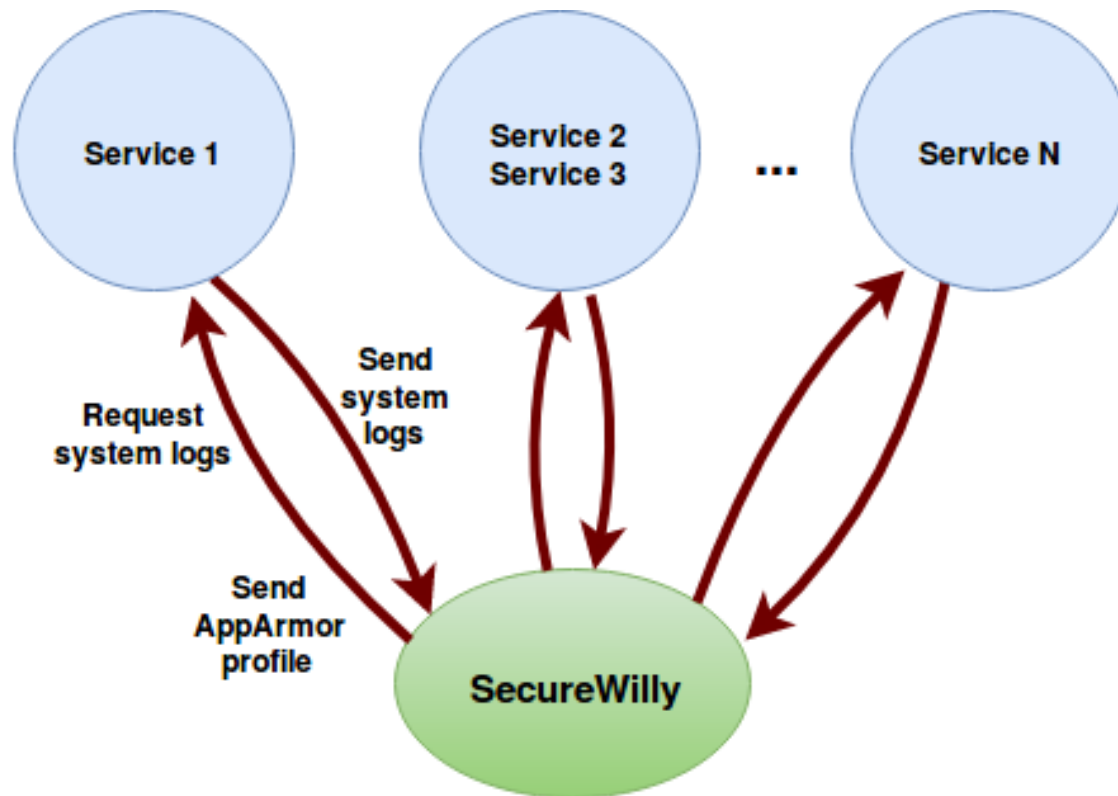 Service 1
Service 2
Service 3
...
Service N
Send
system
logs
Request
system logs
Send
AppArmor
profile
SecureWilly